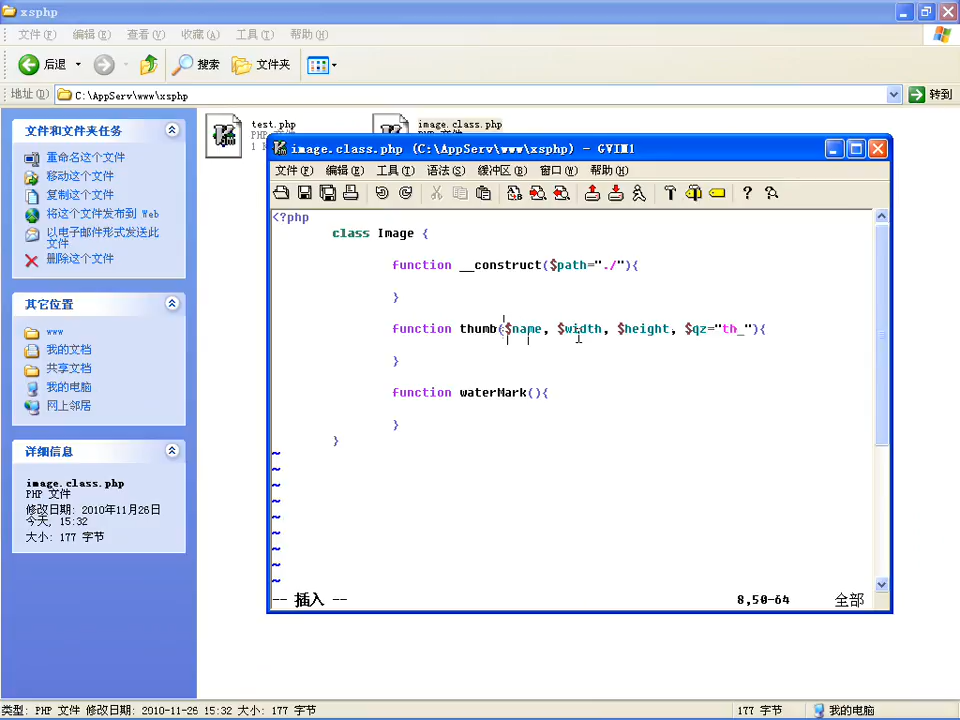 xsphp
文件(F) 编辑(E) 查看(V) 收藏(A) 工具(T) 帮助(H)
后退 搜索 文件夹
地址(D) C:\AppServ\www\xsphp 转到
文件和文件夹任务
重命名这个文件
移动这个文件
复制这个文件
将这个文件发布到 Web
以电子邮件形式发送此
文件
删除这个文件
其它位置
www
我的文档
共享文档
我的电脑
网上邻居
详细信息
image.class.php
PHP 文件
修改日期: 2010年11月26日
今天, 15:32
大小: 177 字节
test.php
PHP 文件
1 K
image.class.php
image.class.php (C:\AppServ\www\xsphp) - GVIM1
文件(F) 编辑(E) 工具(T) 语法(S) 缓冲区(B) 窗口(W) 帮助(H)
<?php
class Image {
function __construct($path="./"){
}
function thumb($name, $width, $height, $qz="th_"){
}
function waterMark(){
}
}
~
~
~
~
~
~
~
~
~
-- 插入 -- 8,50-64 全部
类型: PHP 文件 修改日期: 2010-11-26 15:32 大小: 177 字节 177 字节 我的电脑